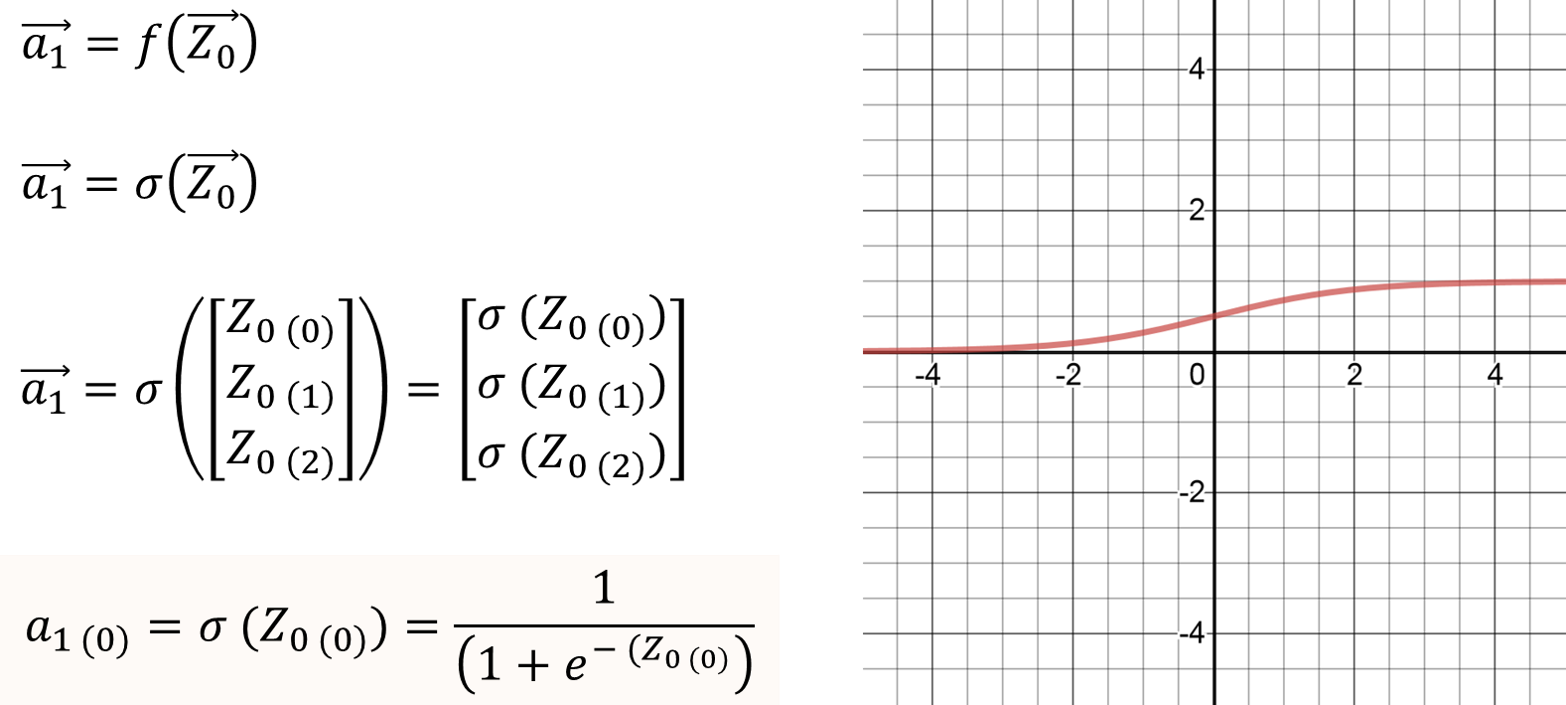 $\overrightarrow{a_1} = f(\overrightarrow{Z_0})$
$\overrightarrow{a_1} = \sigma(\overrightarrow{Z_0})$
$\overrightarrow{a_1} = \sigma\left(\begin{bmatrix} Z_{0\,(0)} \\ Z_{0\,(1)} \\ Z_{0\,(2)} \end{bmatrix}\right) = \begin{bmatrix} \sigma\,(Z_{0\,(0)}) \\ \sigma\,(Z_{0\,(1)}) \\ \sigma\,(Z_{0\,(2)}) \end{bmatrix}$
$a_{1\,(0)} = \sigma\,(Z_{0\,(0)}) = \frac{1}{\left(1 + e^{-(Z_{0\,(0)})}\right)}$
4
2
-4 -2 0 2 4
-2
-4